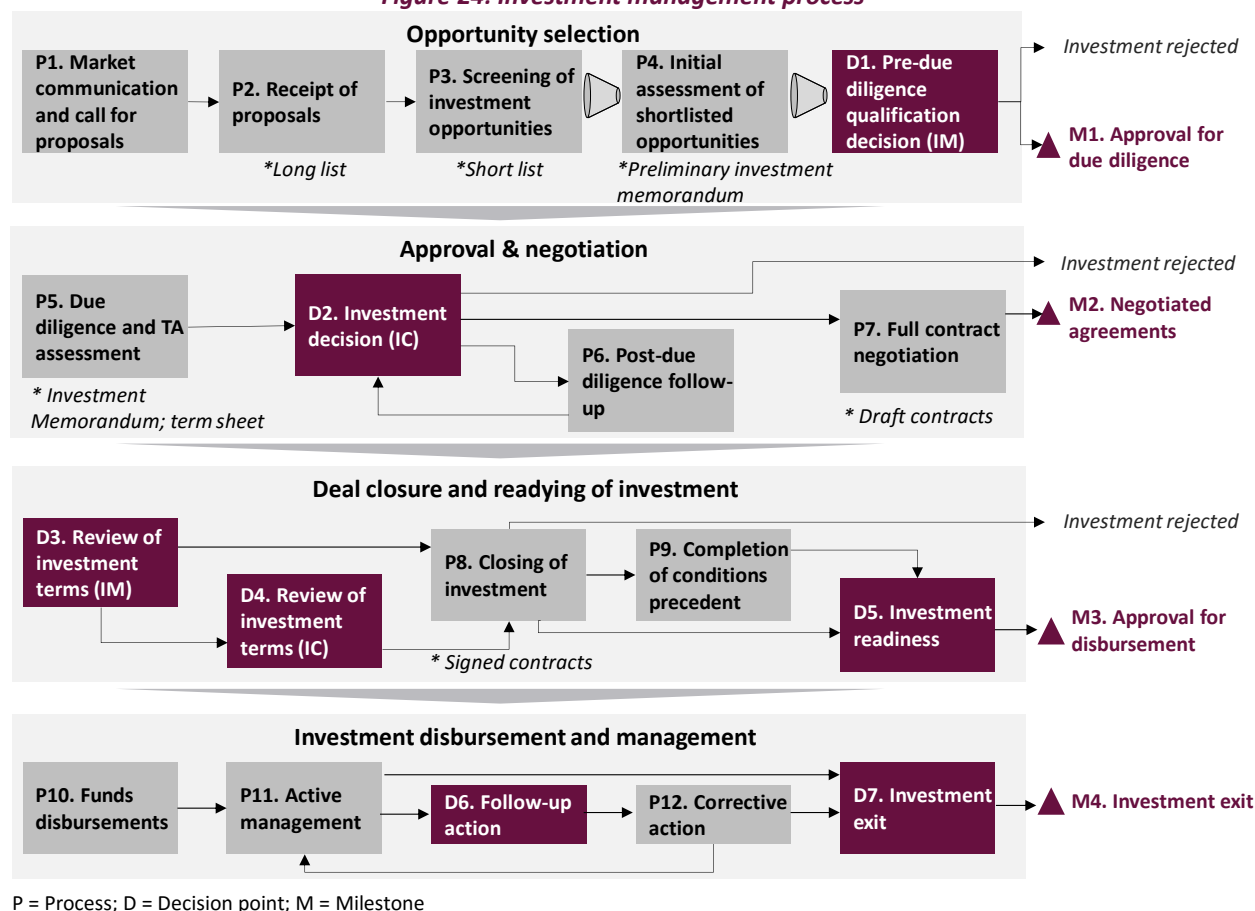 Figure 24: Investment management process
Opportunity selection
P1. Market
communication
and call for
proposals
P2. Receipt of
proposals
*Long list
P3. Screening of
investment
opportunities
*Short list
P4. Initial
assessment of
shortlisted
opportunities
*Preliminary investment
memorandum
D1. Pre-due
diligence
qualification
decision (IM)
Investment rejected
M1. Approval for
due diligence
Approval & negotiation
P5. Due
diligence and TA
assessment
* Investment
Memorandum; term sheet
D2. Investment
decision (IC)
P6. Post-due
diligence follow-
up
P7. Full contract
negotiation
* Draft contracts
Investment rejected
M2. Negotiated
agreements
Deal closure and readying of investment
D3. Review of
investment
terms (IM)
D4. Review of
investment
terms (IC)
P8. Closing of
investment
* Signed contracts
P9. Completion
of conditions
precedent
D5. Investment
readiness
Investment rejected
M3. Approval for
disbursement
Investment disbursement and management
P10. Funds
disbursements
P11. Active
management
D6. Follow-up
action
P12. Corrective
action
D7. Investment
exit
M4. Investment exit
P = Process; D = Decision point; M = Milestone